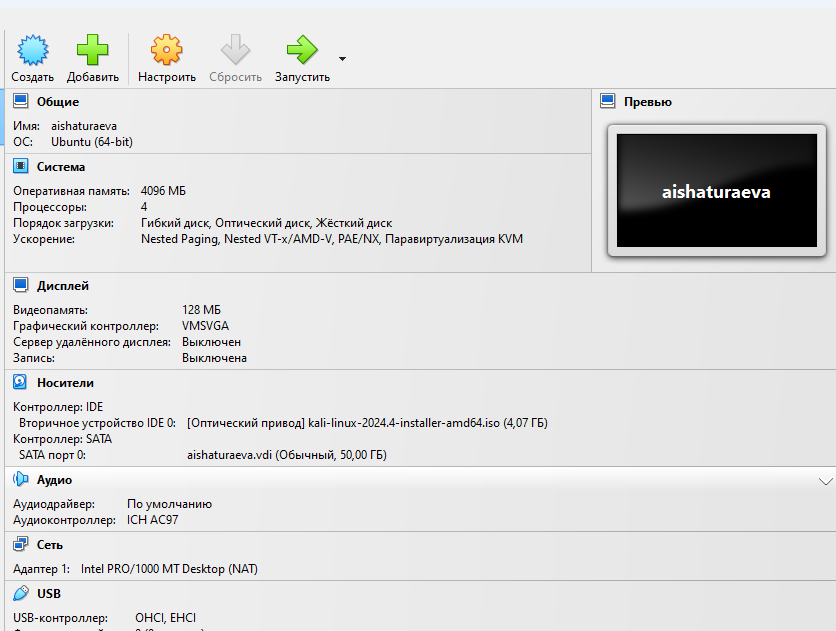 Создать Добавить Настроить Сбросить Запустить
Общие
Имя: aishaturaeva
ОС: Ubuntu (64-bit)
Превью
aishaturaeva
Система
Оперативная память: 4096 МБ
Процессоры: 4
Порядок загрузки: Гибкий диск, Оптический диск, Жёсткий диск
Ускорение: Nested Paging, Nested VT-x/AMD-V, PAE/NX, Паравиртуализация KVM
Дисплей
Видеопамять: 128 МБ
Графический контроллер: VMSVGA
Сервер удалённого дисплея: Выключен
Запись: Выключена
Носители
Контроллер: IDE
Вторичное устройство IDE 0: [Оптический привод] kali-linux-2024.4-installer-amd64.iso (4,07 ГБ)
Контроллер: SATA
SATA порт 0: aishaturaeva.vdi (Обычный, 50,00 ГБ)
Аудио
Аудиодрайвер: По умолчанию
Аудиоконтроллер: ICH AC97
Сеть
Адаптер 1: Intel PRO/1000 MT Desktop (NAT)
USB
USB-контроллер: OHCI, EHCI